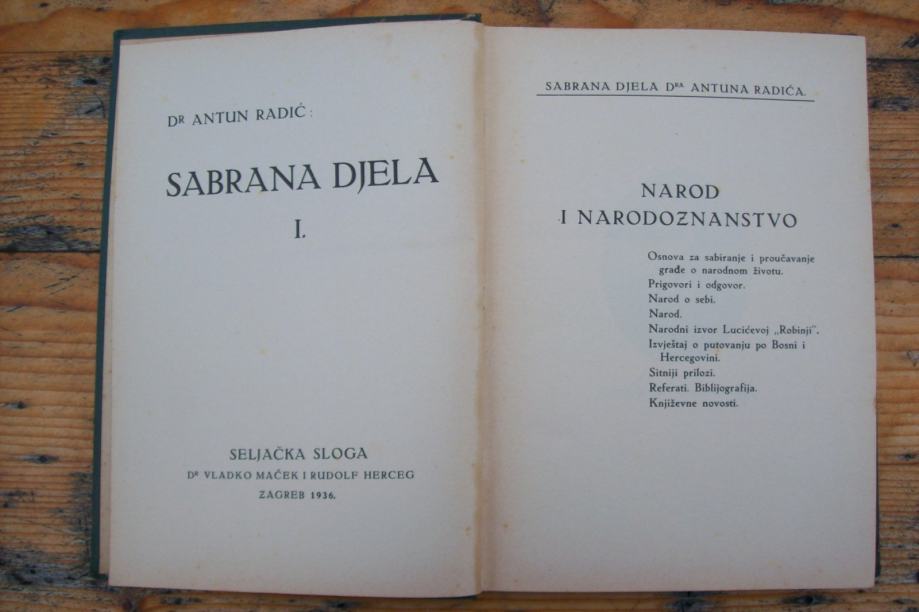 Dᴿ ANTUN RADIĆ:
SABRANA DJELA
I.
SELJAČKA SLOGA
Dᴿ VLADKO MAČEK I RUDOLF HERCEG
ZAGREB 1936.
SABRANA DJELA Dᴿᴬ ANTUNA RADIĆA.
NAROD
I NARODOZNANSTVO
Osnova za sabiranje i proučavanje
građe o narodnom životu.
Prigovori i odgovor.
Narod o sebi.
Narod.
Narodni izvor Lucićevoj „Robinji".
Izvještaj o putovanju po Bosni i
Hercegovini.
Sitniji prilozi.
Referati. Biblijografija.
Književne novosti.